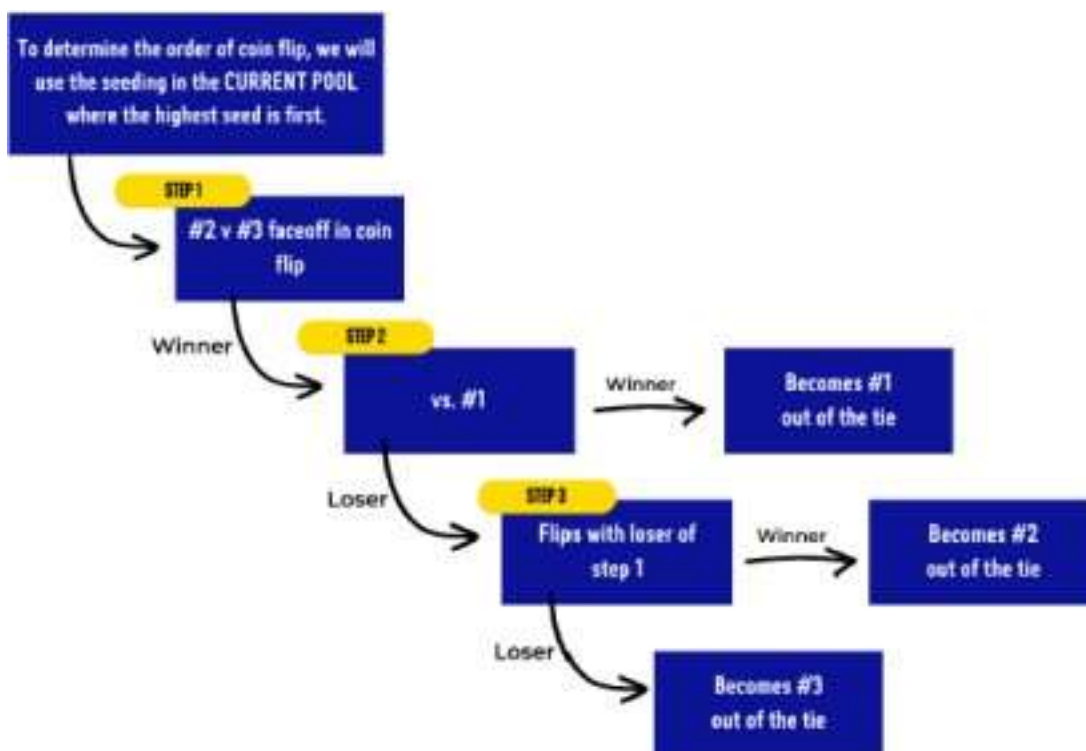 To determine the order of coin flip, we will
use the seeding in the CURRENT POOL
where the highest seed is first.
STEP 1
#2 v #3 faceoff in coin
flip
Winner
STEP 2
vs. #1
Winner
Becomes #1
out of the tie
Loser
STEP 3
Flips with loser of
step 1
Winner
Becomes #2
out of the tie
Loser
Becomes #3
out of the tie